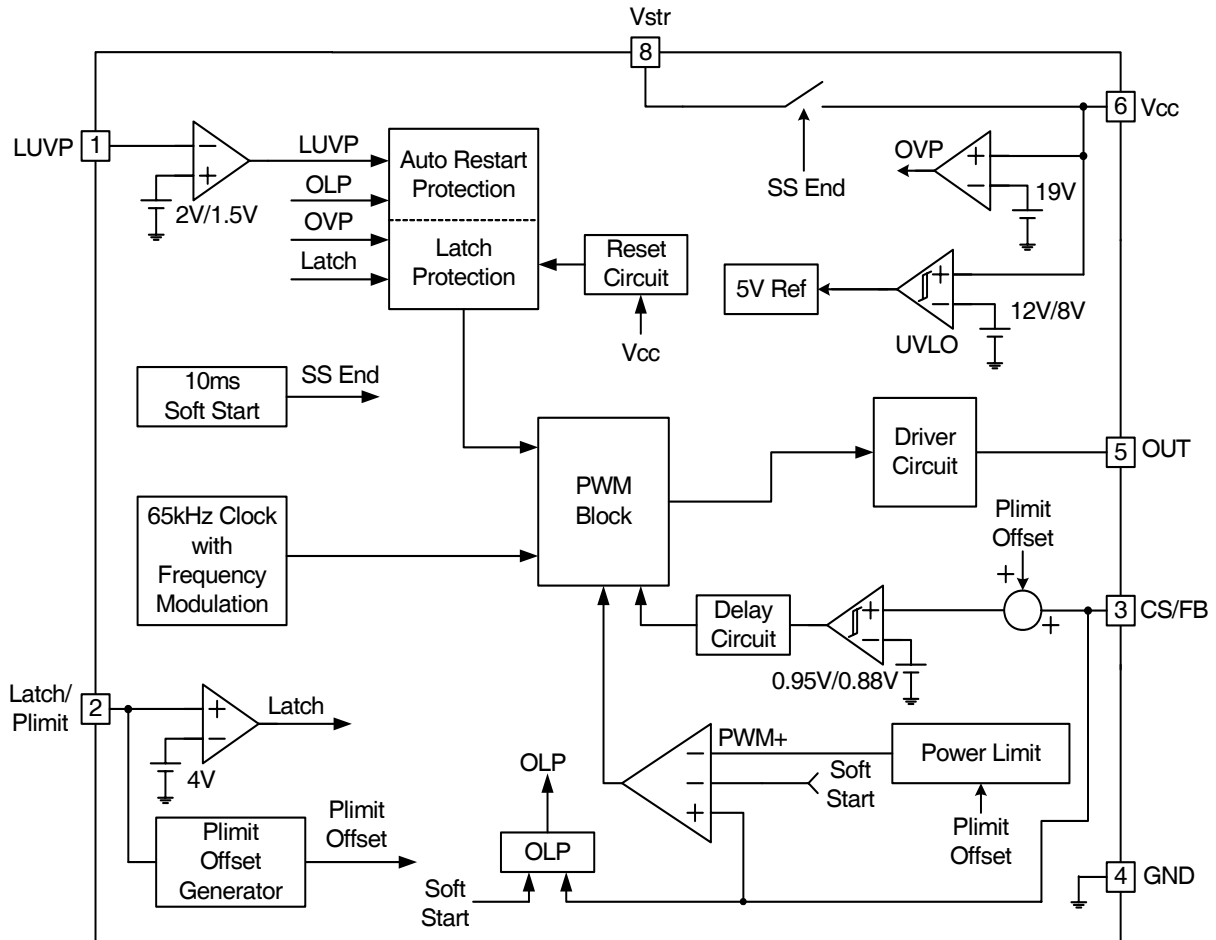 Vstr
8
6
Vcc
LUVP
1
−
+
2V/1.5V
LUVP
OLP
OVP
Latch
Auto Restart
Protection
Latch
Protection
Reset
Circuit
Vcc
SS End
OVP
+
−
19V
5V Ref
+
−
12V/8V
UVLO
10ms
Soft Start
SS End
65kHz Clock
with
Frequency
Modulation
PWM
Block
Driver
Circuit
5
OUT
Plimit
Offset
+
+
3
CS/FB
Delay
Circuit
+
−
0.95V/0.88V
Latch/
Plimit
2
+
−
4V
Latch
Plimit
Offset
Generator
Plimit
Offset
OLP
OLP
Soft
Start
PWM+
−
−
+
Soft
Start
Power Limit
Plimit
Offset
4
GND